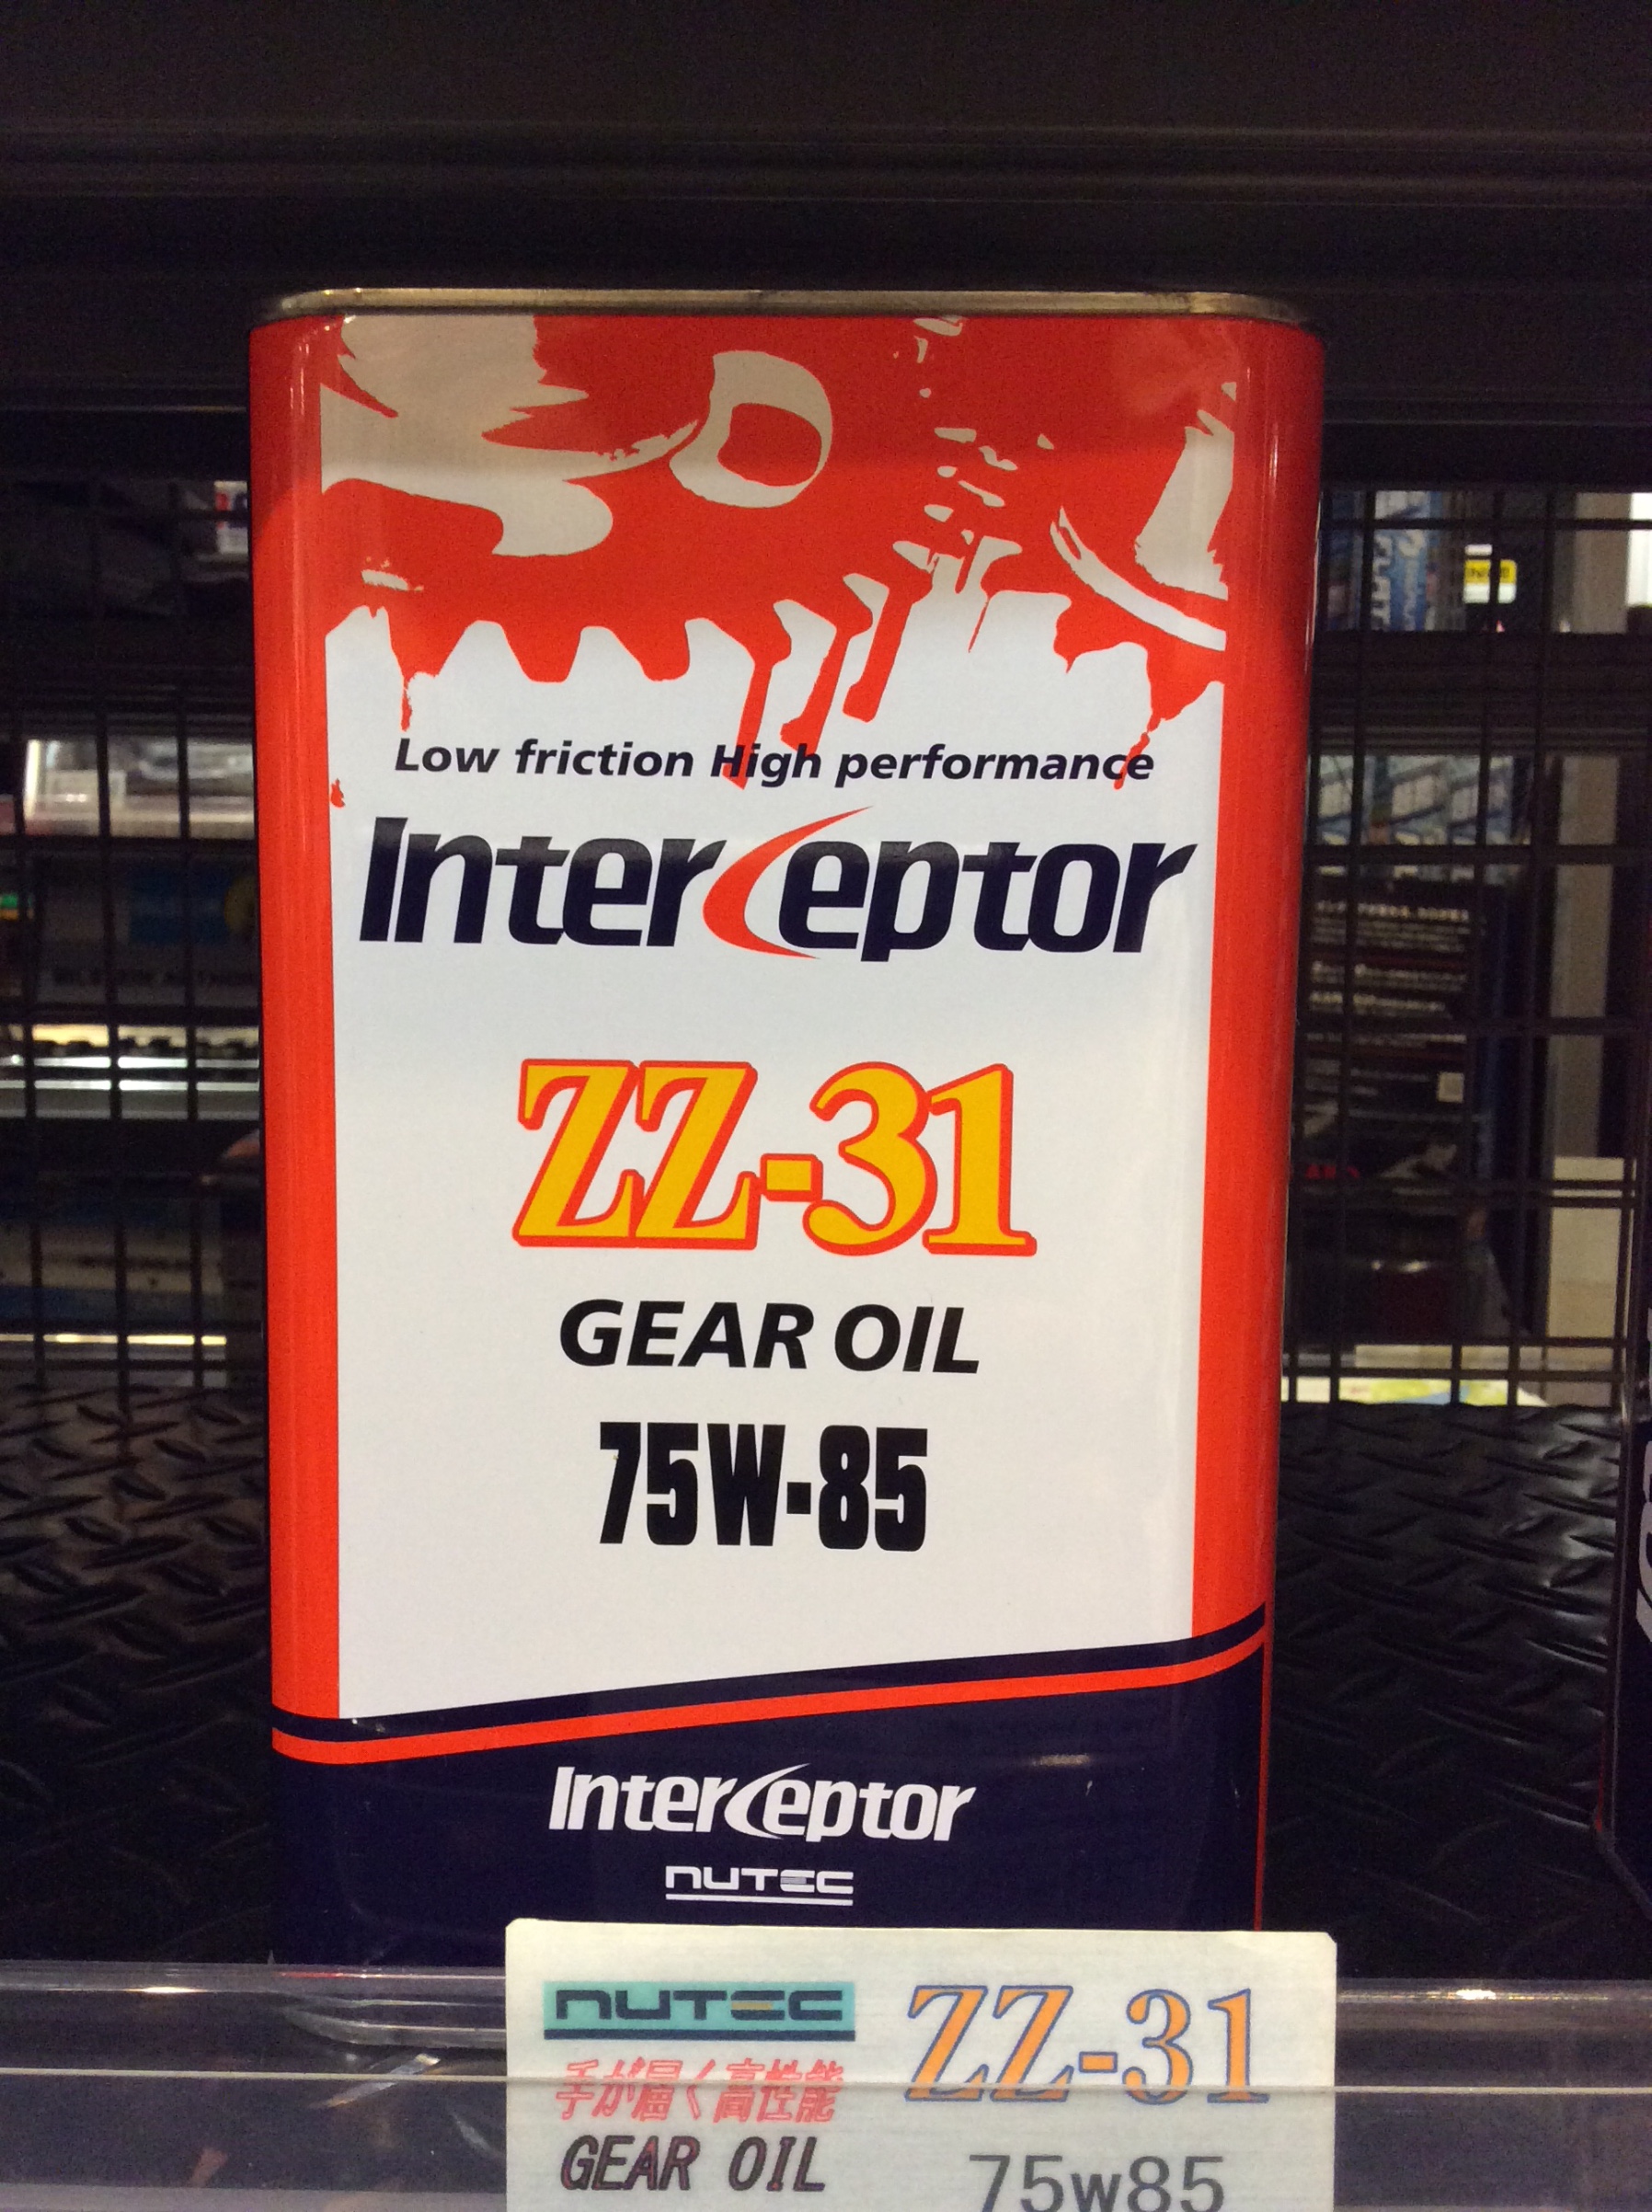 Low friction High performance
Interceptor
ZZ-31
GEAR OIL
75W-85
Interceptor
NUTEC
NUTEC
ZZ-31
手が届く高性能
GEAR OIL
75w85